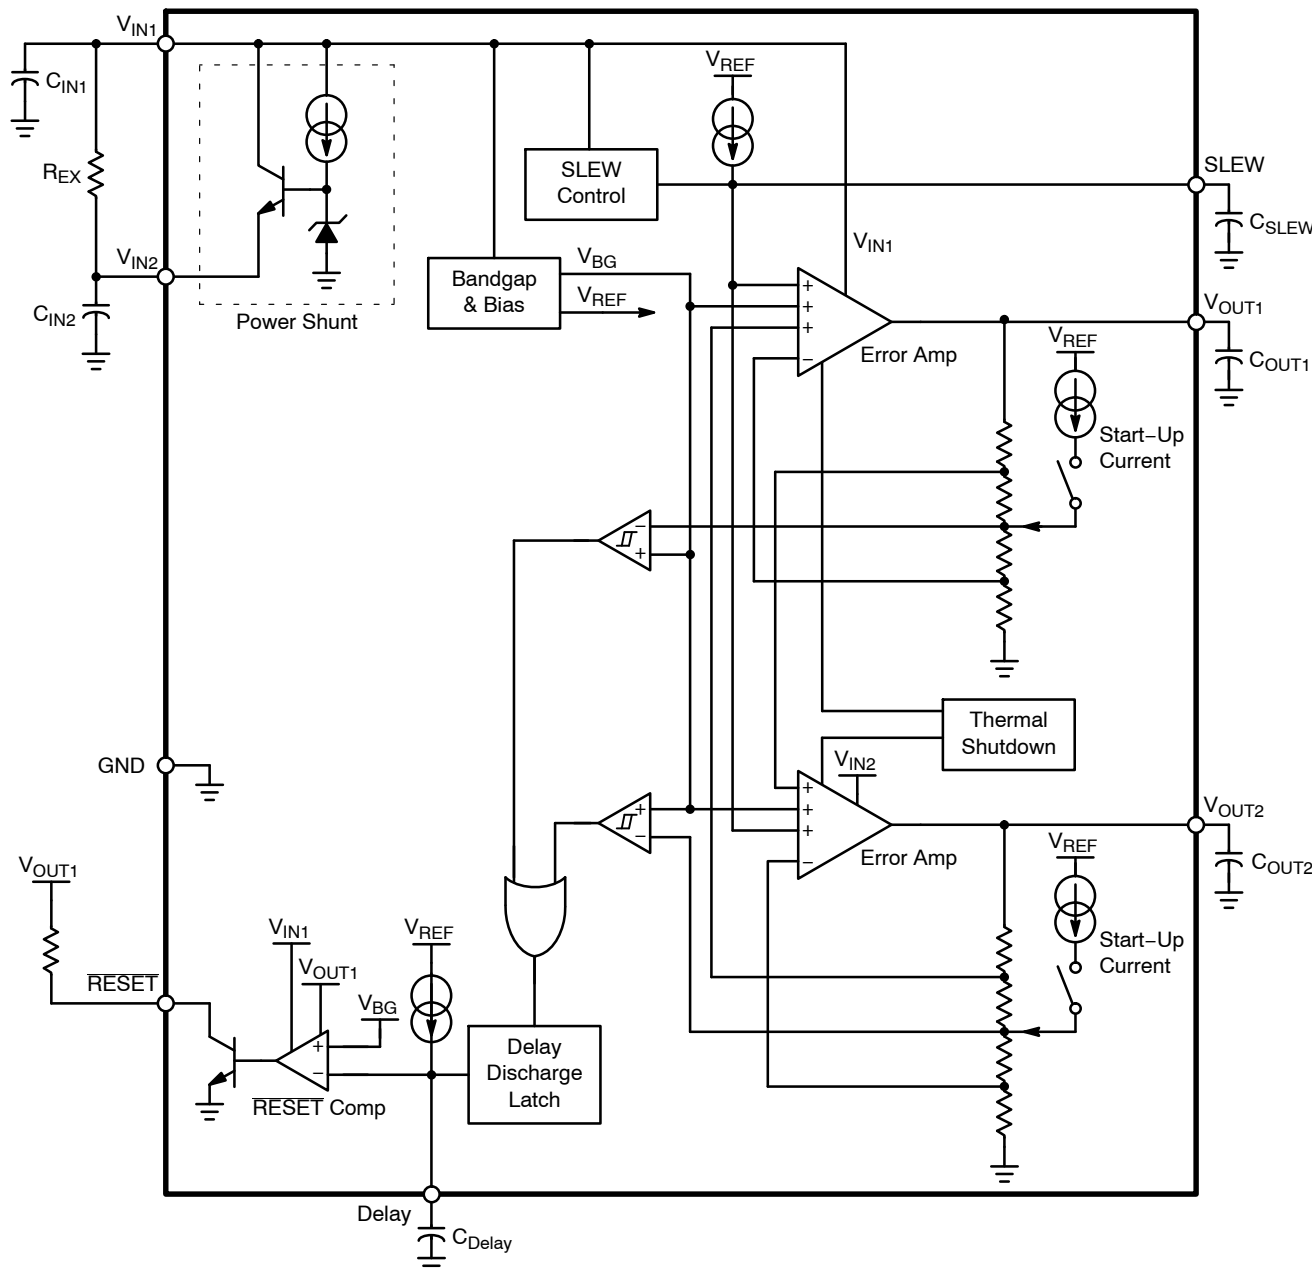 VIN1
CIN1
REX
VIN2
CIN2
Power Shunt
SLEW
Control
VREF
SLEW
CSLEW
Bandgap
& Bias
VBG
VREF
VIN1
+
+
+
−
Error Amp
VOUT1
COUT1
VREF
Start−Up
Current
−
+
Thermal
Shutdown
GND
VIN2
+
+
+
−
Error Amp
+
−
VOUT2
COUT2
VREF
Start−Up
Current
VOUT1
RESET
VIN1
VOUT1
VBG
VREF
+
−
RESET Comp
Delay
Discharge
Latch
Delay
CDelay